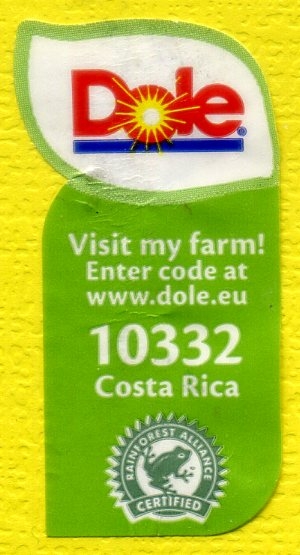 Dole®
Visit my farm!
Enter code at
www.dole.eu
10332
Costa Rica
RAINFOREST ALLIANCE
CERTIFIED